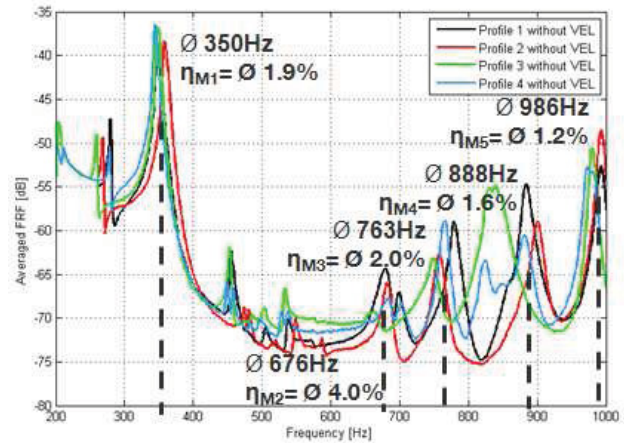 Profile 1 without VEL
Profile 2 without VEL
Profile 3 without VEL
Profile 4 without VEL
Ø 350Hz
ηM1= Ø 1.9%
Ø 986Hz
ηM5= Ø 1.2%
Ø 888Hz
ηM4= Ø 1.6%
Ø 763Hz
ηM3= Ø 2.0%
Ø 676Hz
ηM2= Ø 4.0%
Averaged FRF [dB]
-35
-40
-45
-50
-55
-60
-65
-70
-75
-80
200
300
400
500
600
700
800
900
1000
Frequency [Hz]